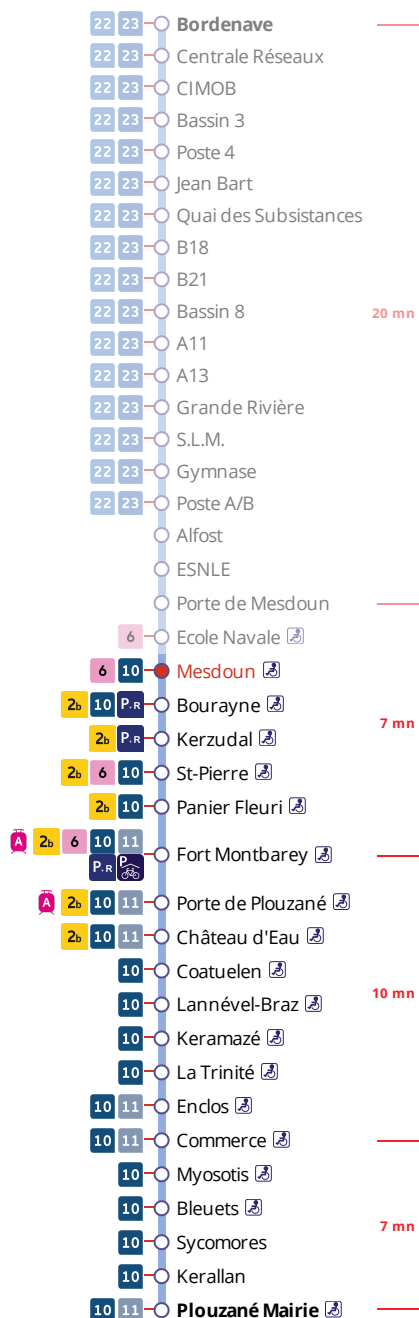 22 23 Bordenave
22 23 Centrale Réseaux
22 23 CIMOB
22 23 Bassin 3
22 23 Poste 4
22 23 Jean Bart
22 23 Quai des Subsistances
22 23 B18
22 23 B21
22 23 Bassin 8 20 mn
22 23 A11
22 23 A13
22 23 Grande Rivière
22 23 S.L.M.
22 23 Gymnase
22 23 Poste A/B
Alfost
ESNLE
Porte de Mesdoun
6 Ecole Navale
6 10 Mesdoun
2b 10 P+R Bourayne
7 mn
2b P+R Kerzudal
2b 6 10 St-Pierre
2b 10 Panier Fleuri
A 2b 6 10 11
P+R P Fort Montbarey
A 2b 10 11 Porte de Plouzané
2b 10 11 Château d'Eau
10 Coatuelen
10 Lannével-Braz 10 mn
10 Keramazé
10 La Trinité
10 11 Enclos
10 11 Commerce
10 Myosotis
10 Bleuets
10 Sycomores 7 mn
10 Kerallan
10 11 Plouzané Mairie